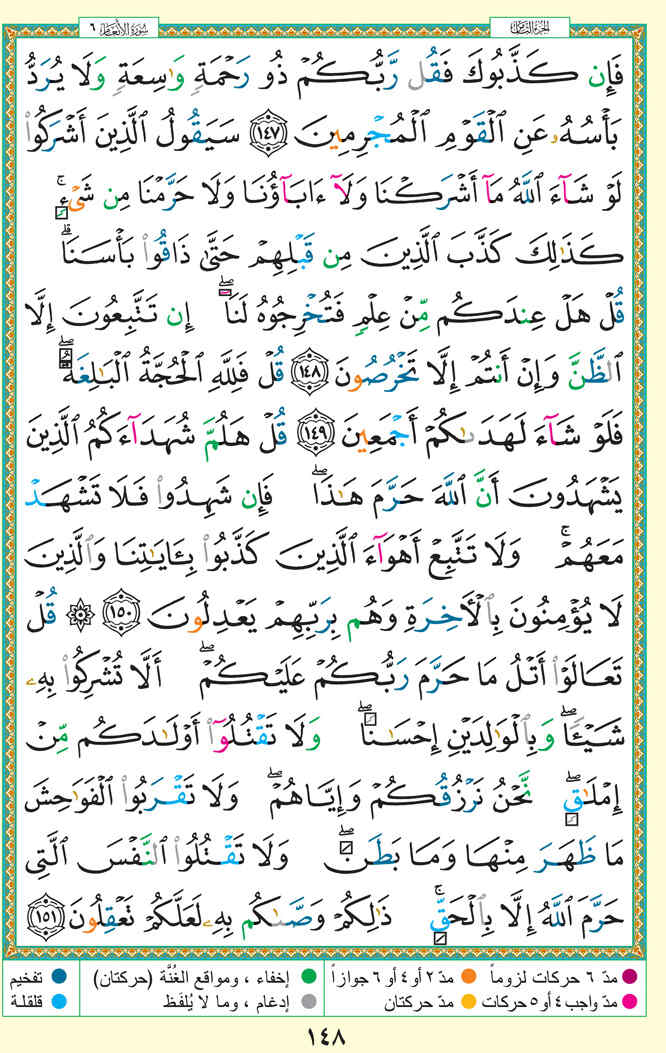 الجزء الثامن
سورة الأنعام ٦
فَإِن كَذَّبُوكَ فَقُل رَّبُّكُمْ ذُو رَحْمَةٍ وَٰسِعَةٍ وَلَا يُرَدُّ
بَأْسُهُۥ عَنِ ٱلْقَوْمِ ٱلْمُجْرِمِينَ ١٤٧ سَيَقُولُ ٱلَّذِينَ أَشْرَكُوا۟
لَوْ شَآءَ ٱللَّهُ مَآ أَشْرَكْنَا وَلَآ ءَابَآؤُنَا وَلَا حَرَّمْنَا مِن شَىْءٍ ۚ
كَذَٰلِكَ كَذَّبَ ٱلَّذِينَ مِن قَبْلِهِمْ حَتَّىٰ ذَاقُوا۟ بَأْسَنَا ۗ
قُلْ هَلْ عِندَكُم مِّنْ عِلْمٍ فَتُخْرِجُوهُ لَنَآ ۖ إِن تَتَّبِعُونَ إِلَّا
ٱلظَّنَّ وَإِنْ أَنتُمْ إِلَّا تَخْرُصُونَ ١٤٨ قُلْ فَلِلَّهِ ٱلْحُجَّةُ ٱلْبَٰلِغَةُ ۖ
فَلَوْ شَآءَ لَهَدَىٰكُمْ أَجْمَعِينَ ١٤٩ قُلْ هَلُمَّ شُهَدَآءَكُمُ ٱلَّذِينَ
يَشْهَدُونَ أَنَّ ٱللَّهَ حَرَّمَ هَٰذَا ۖ فَإِن شَهِدُوا۟ فَلَا تَشْهَدْ
مَعَهُمْ ۚ وَلَا تَتَّبِعْ أَهْوَآءَ ٱلَّذِينَ كَذَّبُوا۟ بِـَٔايَٰتِنَا وَٱلَّذِينَ
لَا يُؤْمِنُونَ بِٱلْءَاخِرَةِ وَهُم بِرَبِّهِمْ يَعْدِلُونَ ١٥٠ ۞ قُلْ
تَعَالَوْا۟ أَتْلُ مَا حَرَّمَ رَبُّكُمْ عَلَيْكُمْ ۖ أَلَّا تُشْرِكُوا۟ بِهِۦ
شَيْـًٔا ۖ وَبِٱلْوَٰلِدَيْنِ إِحْسَٰنًا ۖ وَلَا تَقْتُلُوٓا۟ أَوْلَٰدَكُم مِّنْ
إِمْلَٰقٍ ۖ نَّحْنُ نَرْزُقُكُمْ وَإِيَّاهُمْ ۖ وَلَا تَقْرَبُوا۟ ٱلْفَوَٰحِشَ
مَا ظَهَرَ مِنْهَا وَمَا بَطَنَ ۖ وَلَا تَقْتُلُوا۟ ٱلنَّفْسَ ٱلَّتِى
حَرَّمَ ٱللَّهُ إِلَّا بِٱلْحَقِّ ۚ ذَٰلِكُمْ وَصَّىٰكُم بِهِۦ لَعَلَّكُمْ تَعْقِلُونَ ١٥١
مدّ ٦ حركات لزوماً مدّ ٢ أو ٤ أو ٦ جوازاً إخفاء ، ومواقع الغُنَّة (حركتان) تفخيم
مدّ واجب ٤ أو ٥ حركات مدّ حركتان إدغام ، وما لا يُلفَظ قلقلة
١٤٨